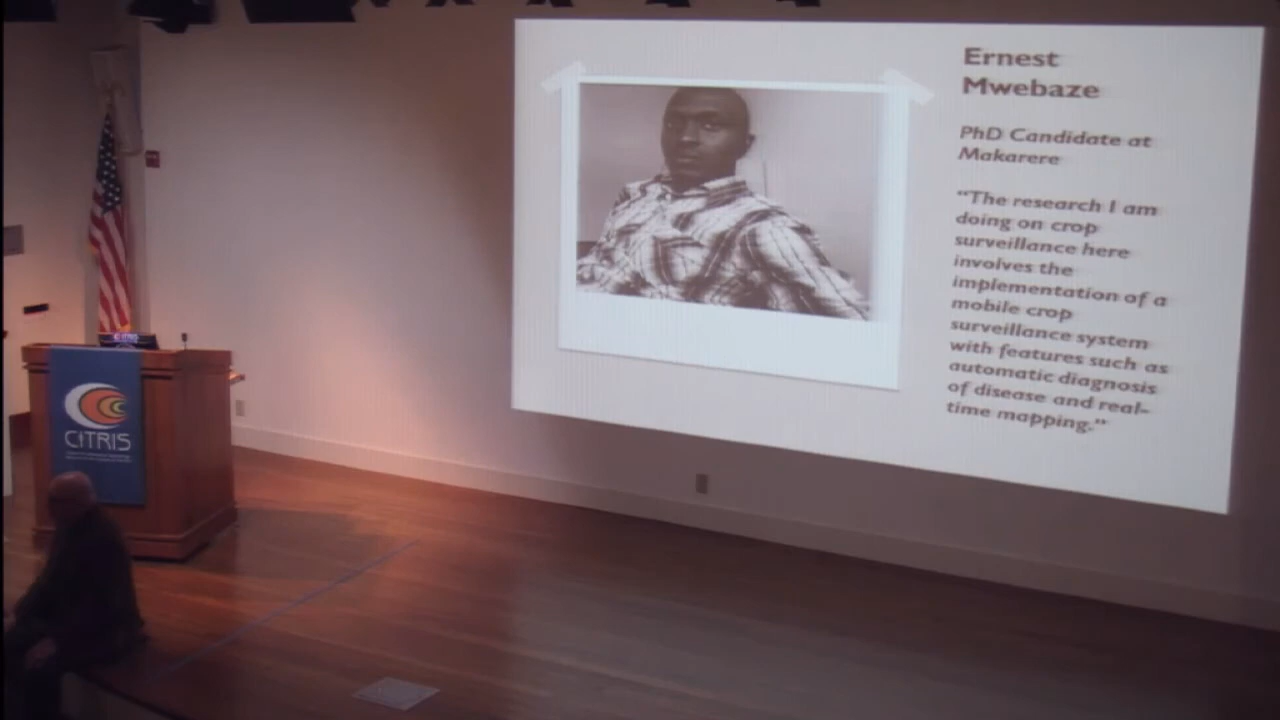 Ernest
Mwebaze
PhD Candidate at
Makarere
“The research I am
doing on crop
surveillance here
involves the
implementation of a
mobile crop
surveillance system
with features such as
automatic diagnosis
of disease and real-
time mapping.”
CITRIS
CiTRIS